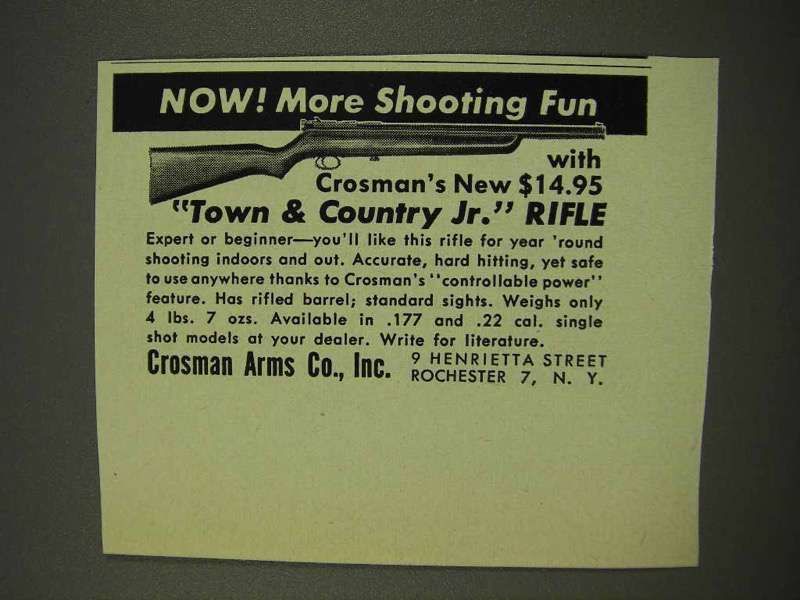 NOW! More Shooting Fun
with
Crosman's New $14.95
"Town & Country Jr." RIFLE
Expert or beginner—you'll like this rifle for year 'round
shooting indoors and out. Accurate, hard hitting, yet safe
to use anywhere thanks to Crosman's "controllable power"
feature. Has rifled barrel; standard sights. Weighs only
4 lbs. 7 ozs. Available in .177 and .22 cal. single
shot models at your dealer. Write for literature.
Crosman Arms Co., Inc.
9 HENRIETTA STREET
ROCHESTER 7, N. Y.